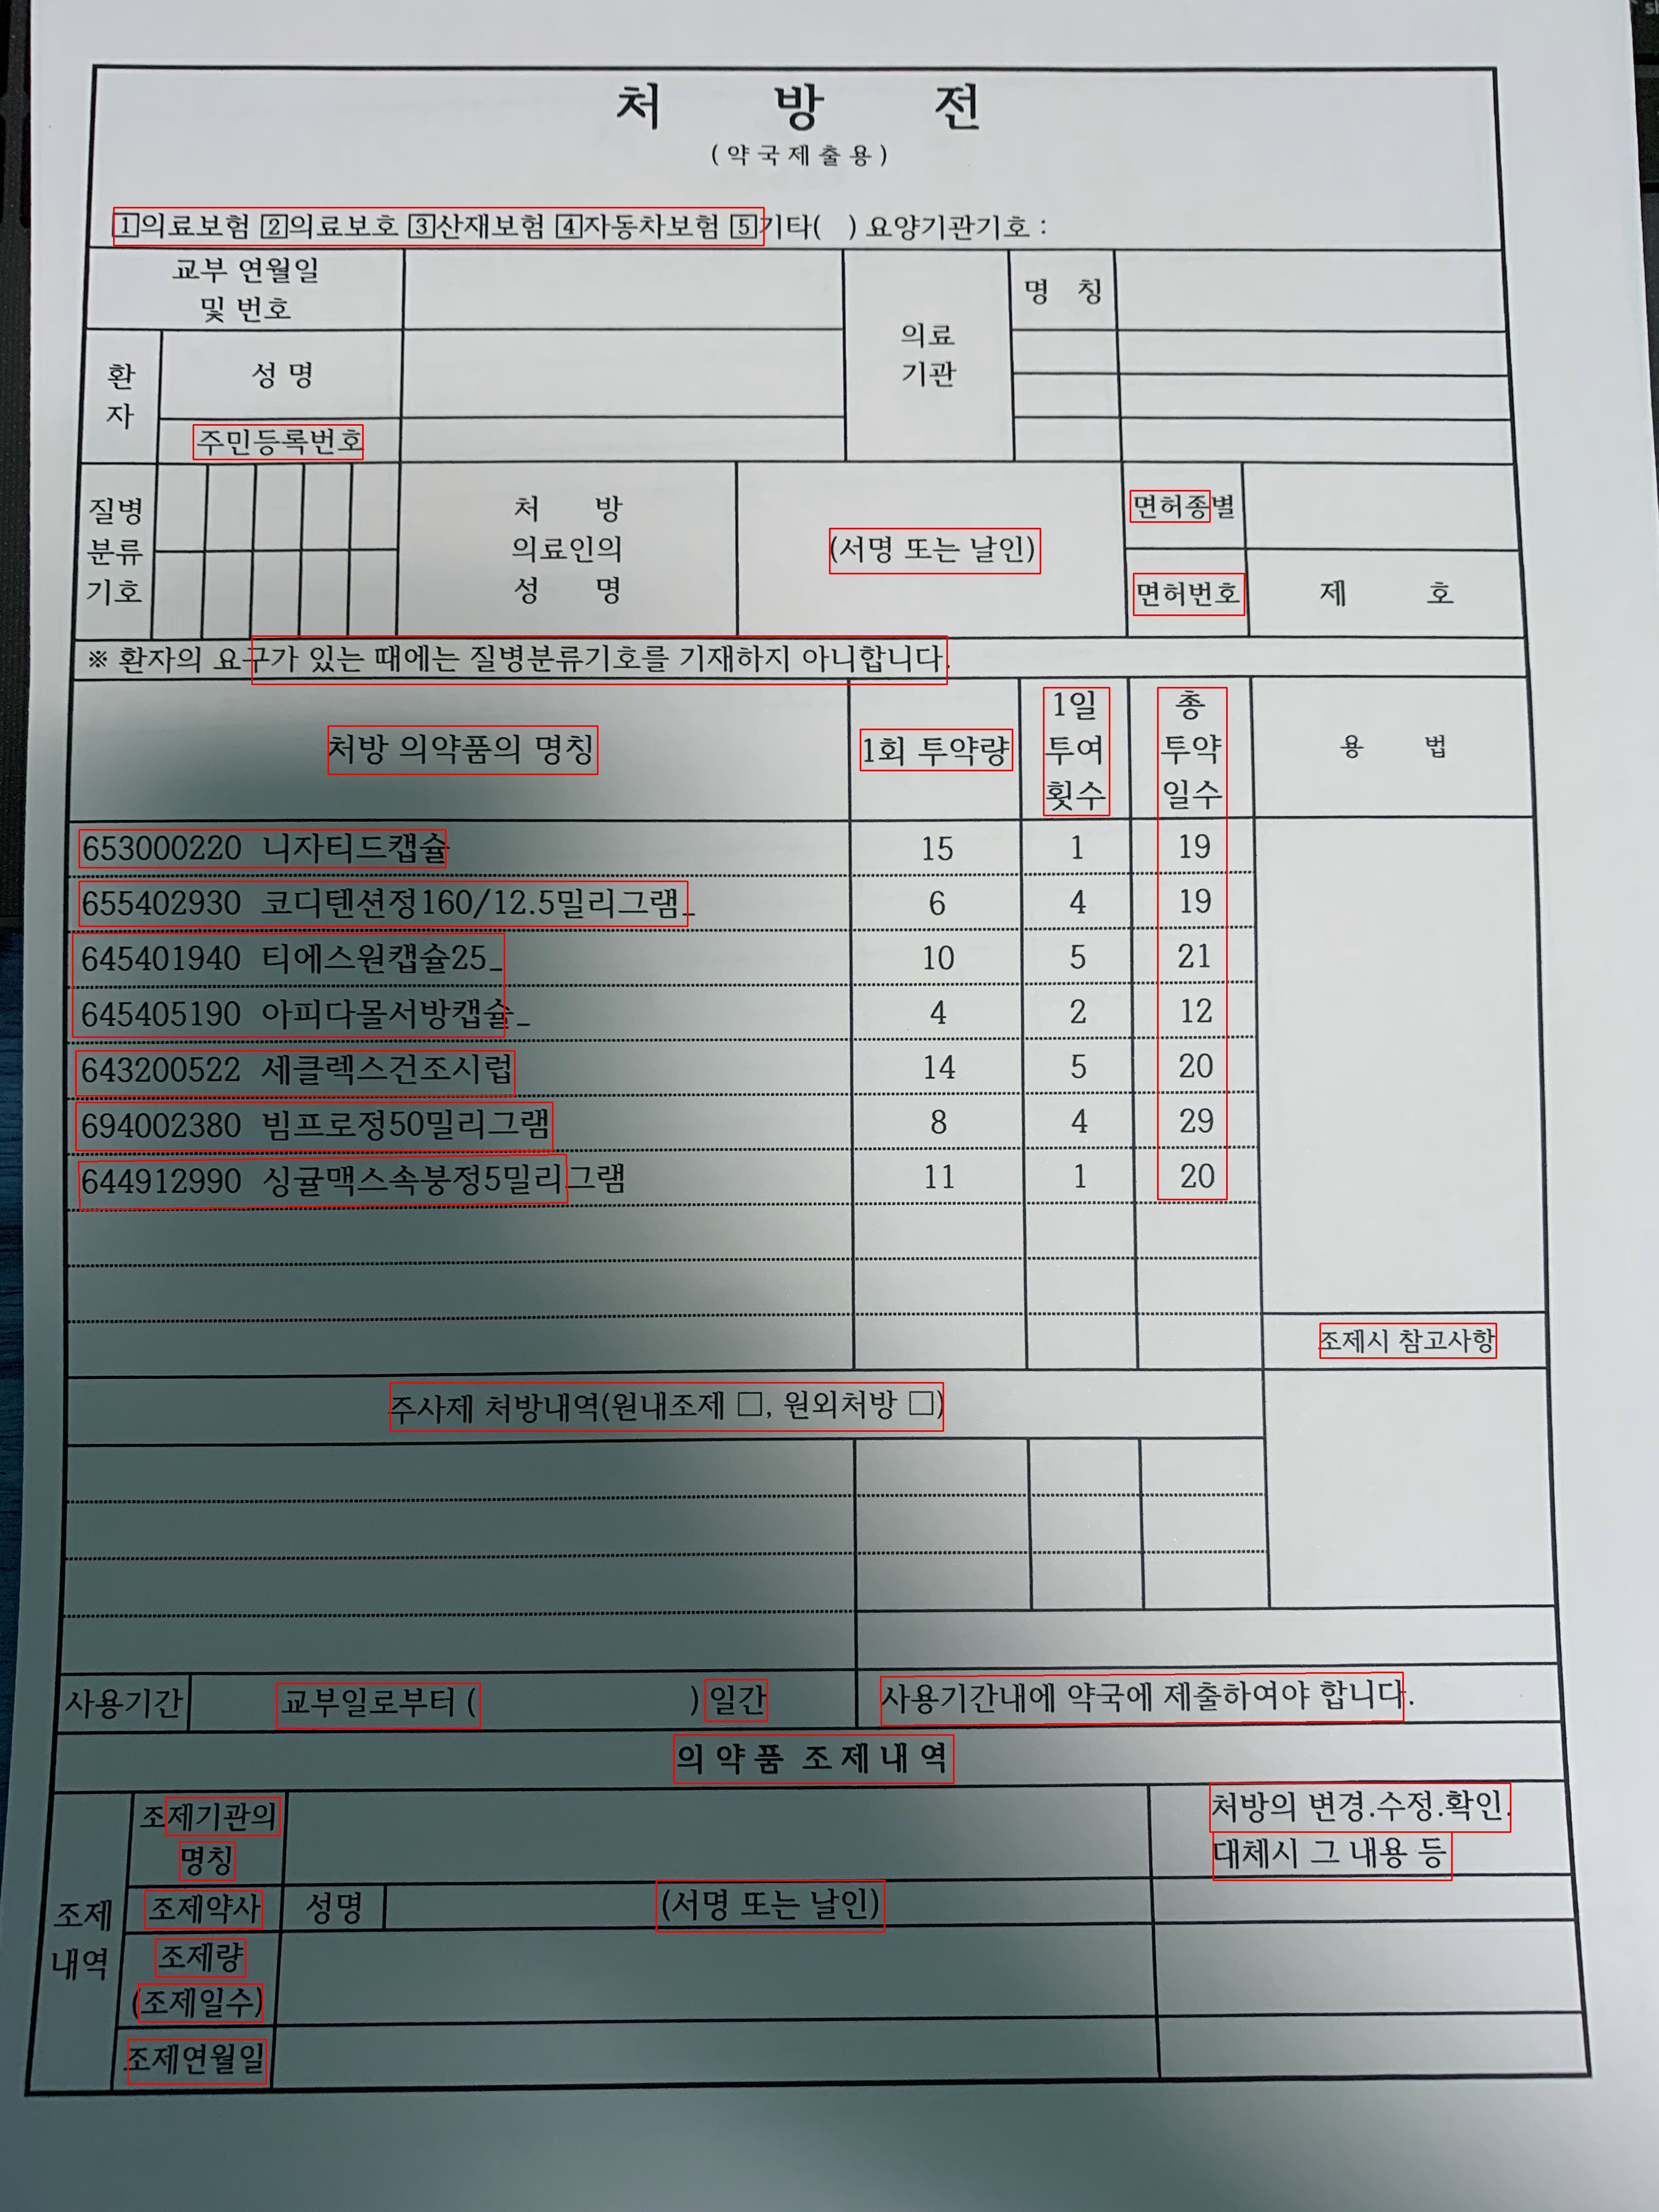 처 방 전
(약국제출용)
1의료보험 2의료보호 3산재보험 4자동차보험 5기타( ) 요양기관기호 :
교부 연월일
및 번호
의료
기관
명 칭
환
자
성 명
주민등록번호
질병
분류
기호
처 방
의료인의
성 명
(서명 또는 날인)
면허종별
면허번호
제 호
※ 환자의 요구가 있는 때에는 질병분류기호를 기재하지 아니합니다.
처방 의약품의 명칭
1회 투약량
1일
투여
횟수
총
투약
일수
용 법
653000220 니자티드캡슐 15 1 19
655402930 코디텐션정160/12.5밀리그램_ 6 4 19
645401940 티에스원캡슐25_ 10 5 21
645405190 아피다몰서방캡슐_ 4 2 12
643200522 세클렉스건조시럽 14 5 20
694002380 빔프로정50밀리그램 8 4 29
644912990 싱귤맥스속붕정5밀리그램 11 1 20
조제시 참고사항
주사제 처방내역(원내조제 □, 원외처방 □)
사용기간 교부일로부터 ( ) 일간 사용기간내에 약국에 제출하여야 합니다.
의 약 품 조 제 내 역
조제
내역
조제기관의
명칭
처방의 변경.수정.확인.
대체시 그 내용 등
조제약사 성명 (서명 또는 날인)
조제량
(조제일수)
조제연월일